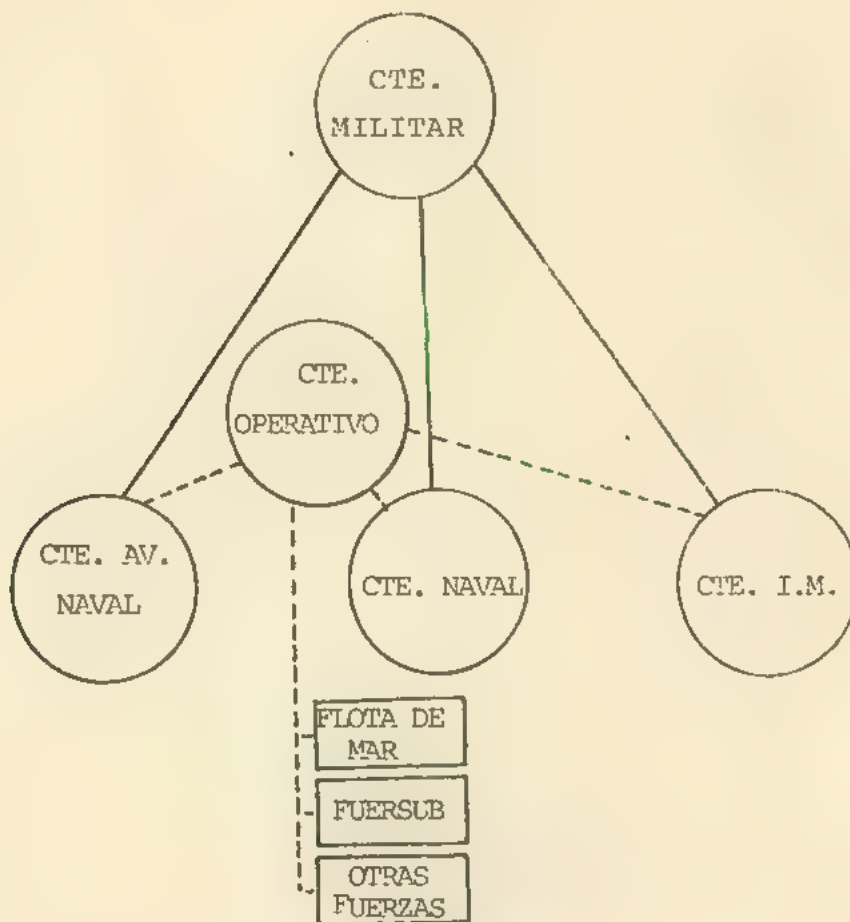 CTE.
MILITAR
CTE.
OPERATIVO
CTE. AV.
NAVAL
CTE. NAVAL
CTE. I.M.
FLOTA DE
MAR
FUERSUB
OTRAS
FUERZAS